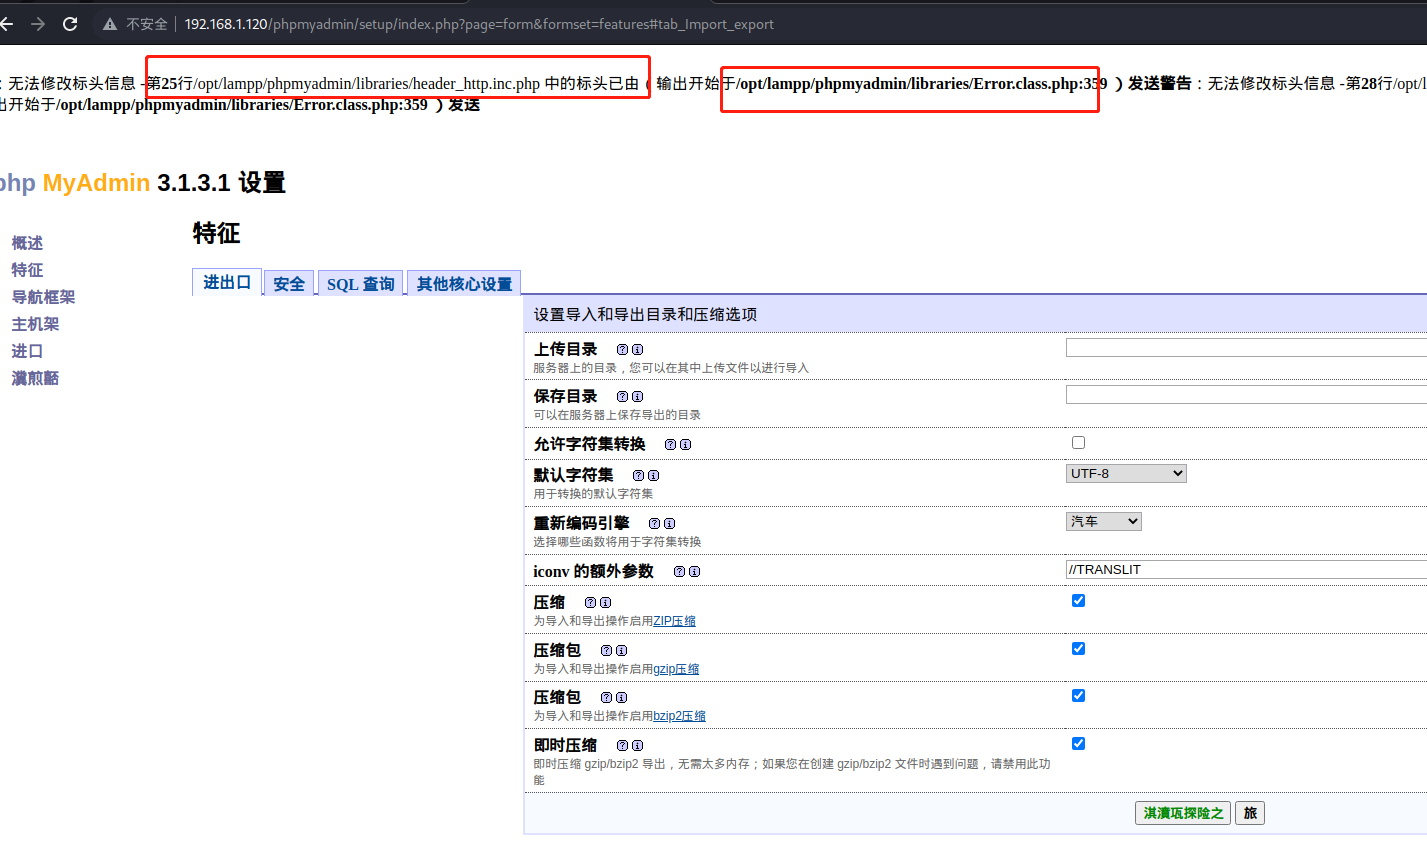 不安全 192.168.1.120/phpmyadmin/setup/index.php?page=form&formset=features#tab_Import_export
：无法修改标头信息 -第25行/opt/lampp/phpmyadmin/libraries/header_http.inc.php 中的标头已由（ 输出开始于/opt/lampp/phpmyadmin/libraries/Error.class.php:359 ）发送警告：无法修改标头信息 -第28行/opt/l
出开始于/opt/lampp/phpmyadmin/libraries/Error.class.php:359 ）发送
php MyAdmin 3.1.3.1 设置
特征
概述
特征
导航框架
主机架
进口
进出口 安全 SQL 查询 其他核心设置
设置导入和导出目录和压缩选项
上传目录
服务器上的目录，您可以在其中上传文件以进行导入
保存目录
可以在服务器上保存导出的目录
允许字符集转换
默认字符集 UTF-8
用于转换的默认字符集
重新编码引擎 汽车
选择哪些函数将用于字符集转换
iconv 的额外参数 //TRANSLIT
压缩
为导入和导出操作启用ZIP压缩
压缩包
为导入和导出操作启用gzip压缩
压缩包
为导入和导出操作启用bzip2压缩
即时压缩
即时压缩 gzip/bzip2 导出，无需太多内存；如果您在创建 gzip/bzip2 文件时遇到问题，请禁用此功
能
探险之 旅